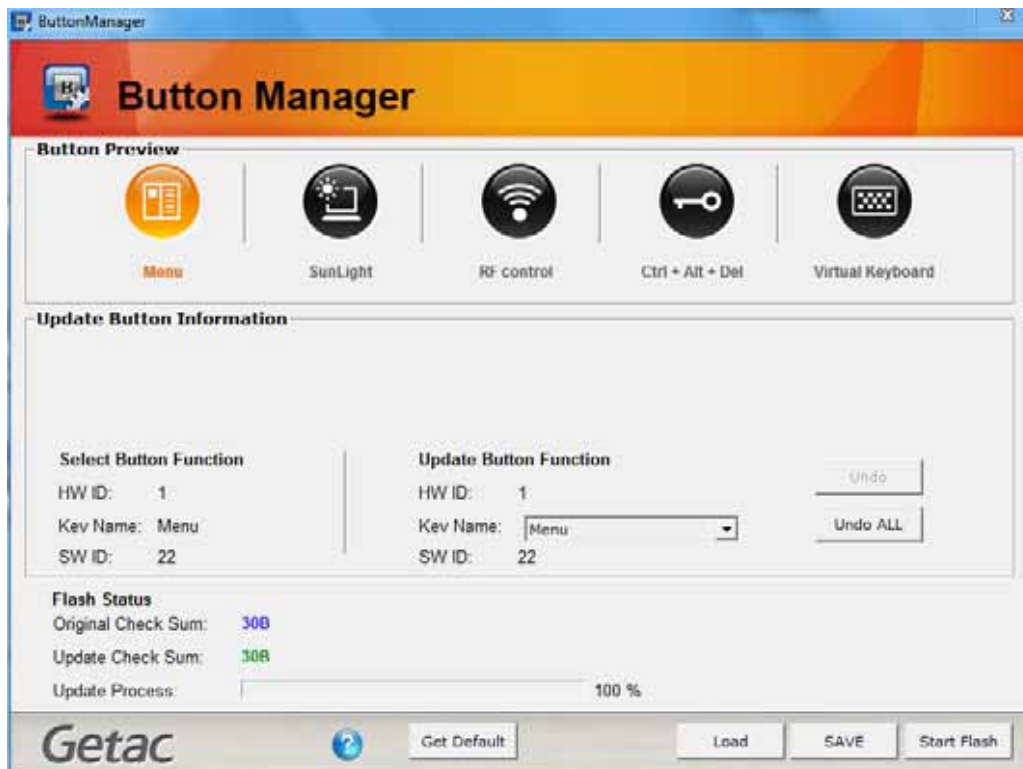 ButtonManager
Button Manager
Button Preview
Menu
SunLight
RF control
Ctrl + Alt + Del
Virtual Keyboard
Update Button Information
Select Button Function
HW ID: 1
Key Name: Menu
SW ID: 22
Update Button Function
HW ID: 1
Key Name: Menu
SW ID: 22
Undo
Undo ALL
Flash Status
Original Check Sum: 30B
Update Check Sum: 30B
Update Process: 100 %
Getac
Get Default
Load
SAVE
Start Flash